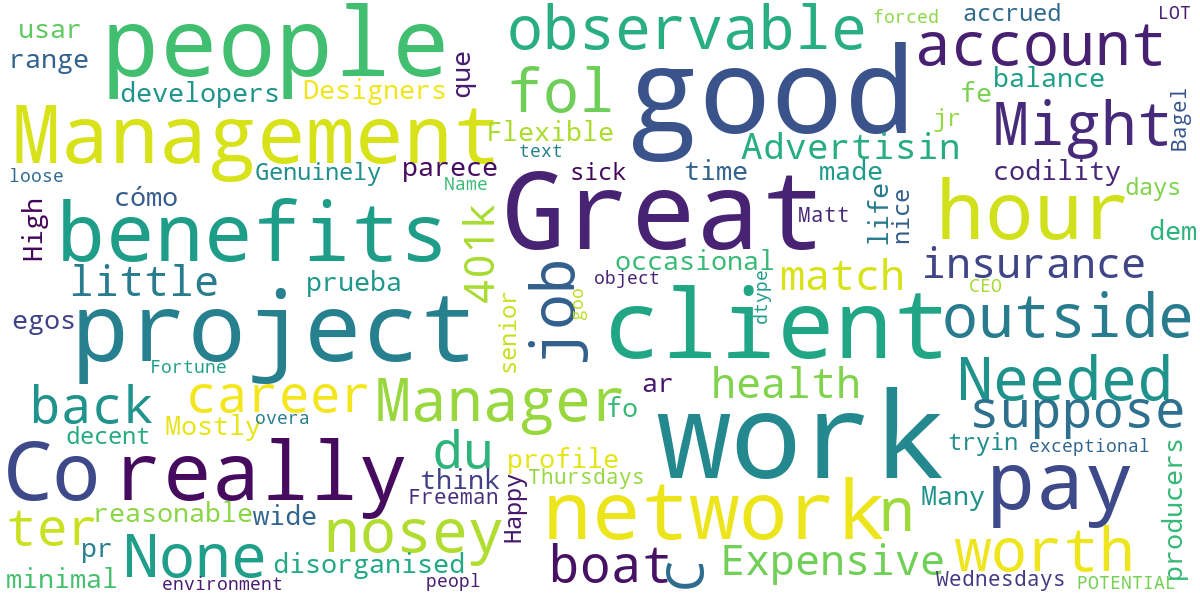 usar
people
observable
forced
accrued
LOT
range
que
account
developers
Designers
fol
good
balance
fe
Management
Flexible
jr
Might
Bagel
text
Advertisin
loose
Genuinely
parece
Name
sick
time
made
codility
days
cómo
High
benefits
401k
Great
Matt
life
nice
hour
dem
little
prueba
job
occasional
object
dtype
match
insurance
CEO
egos
project
senior
goo
client
outside
Fortune
back
career
Manager
fo
ar
health
Needed
suppose
decent
Mostly
overa
work
tryin
exceptional
Co
really
du
think
profile
Thursdays
Freeman
Happy
network
n
Many
pay
producers
ter
reasonable
wide
nosey
pr
None
disorganised
boat
C
Expensive
worth
minimal
environment
peopl
Wednesdays
POTENTIAL